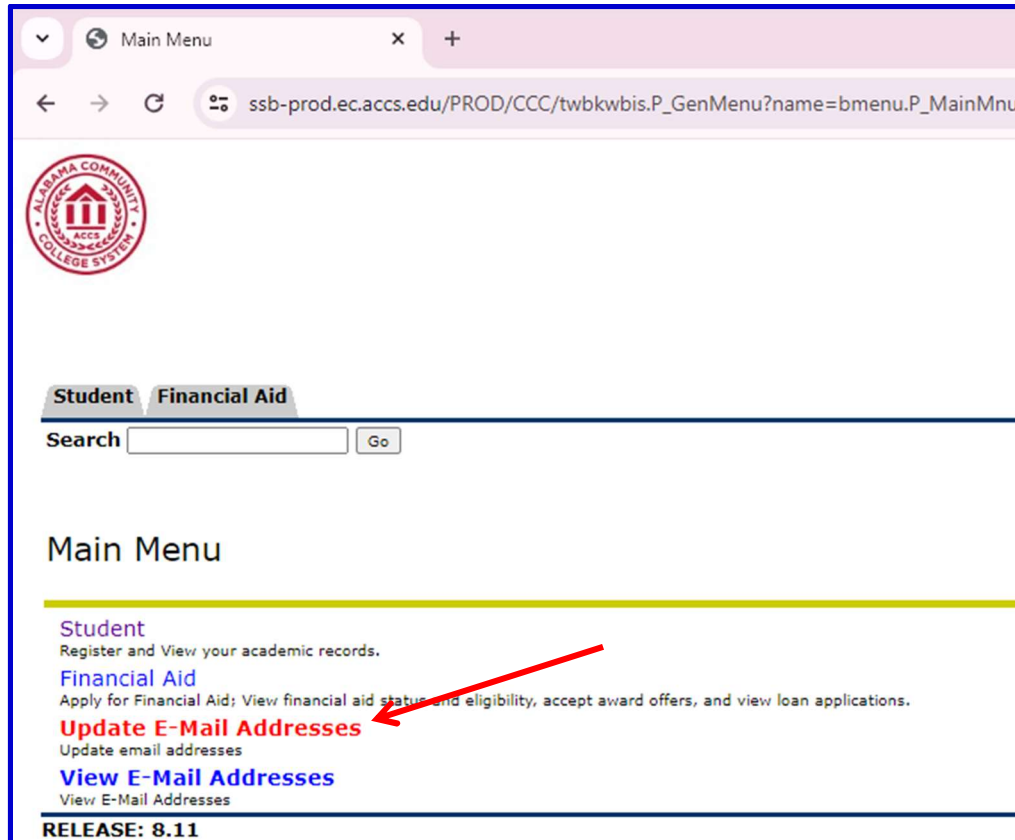 Main Menu
ssb-prod.ec.accs.edu/PROD/CCC/twbkwbis.P_GenMenu?name=bmenu.P_MainMnu
ALABAMA COMMUNITY
ACCS
COLLEGE SYSTEM
Student Financial Aid
Search Go
Main Menu
Student
Register and View your academic records.
Financial Aid
Apply for Financial Aid; View financial aid status and eligibility, accept award offers, and view loan applications.
Update E-Mail Addresses
Update email addresses
View E-Mail Addresses
View E-Mail Addresses
RELEASE: 8.11